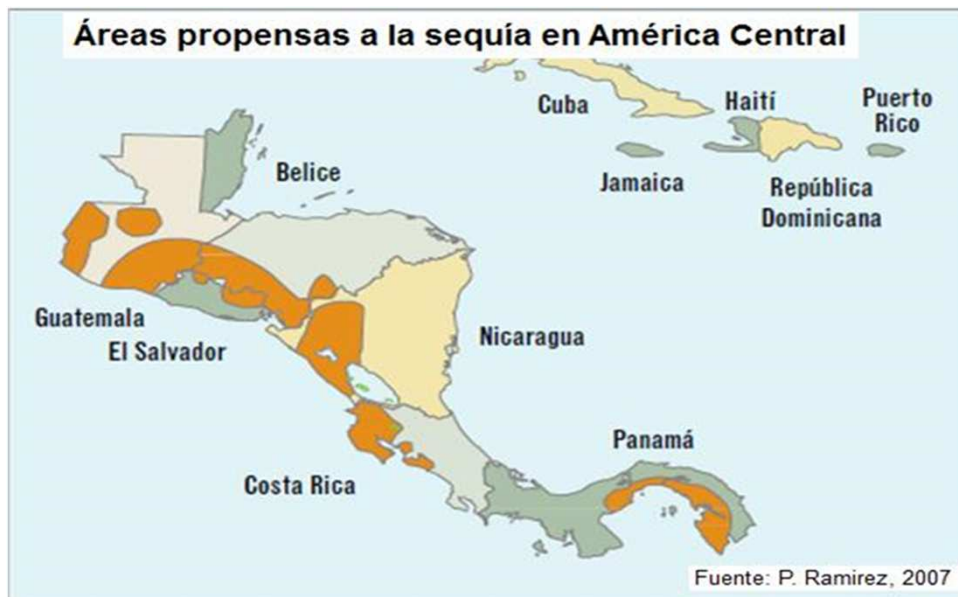 Áreas propensas a la sequía en América Central
Cuba
Haití
Puerto
Rico
Jamaica
República
Dominicana
Belice
Guatemala
El Salvador
Nicaragua
Costa Rica
Panamá
Fuente: P. Ramirez, 2007